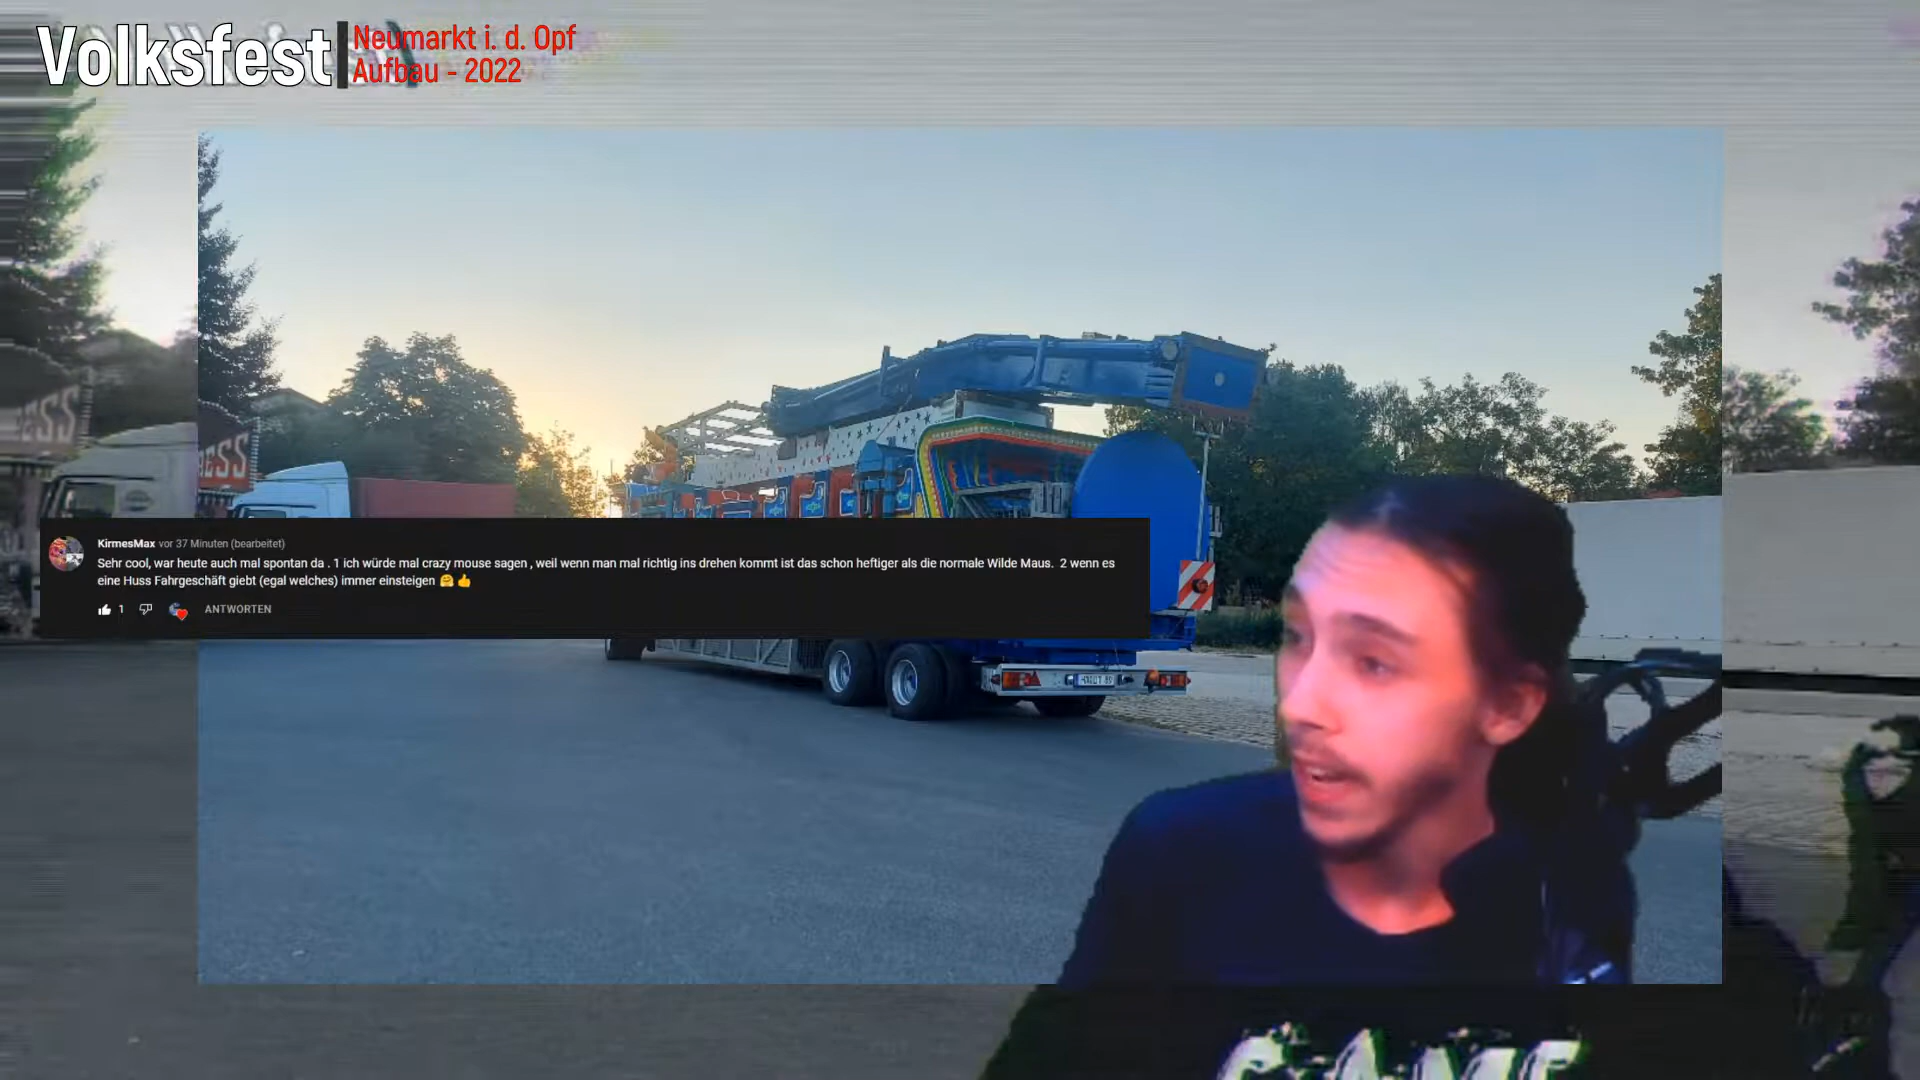 Volksfest
Neumarkt i. d. Opf
Aufbau - 2022
ESS
ESS
KirmesMax vor 37 Minuten (bearbeitet)
Sehr cool, war heute auch mal spontan da . 1 ich würde mal crazy mouse sagen , weil wenn man mal richtig ins drehen kommt ist das schon heftiger als die normale Wilde Maus. 2 wenn es
eine Huss Fahrgeschäft giebt (egal welches) immer einsteigen 🤗👍
1
ANTWORTEN